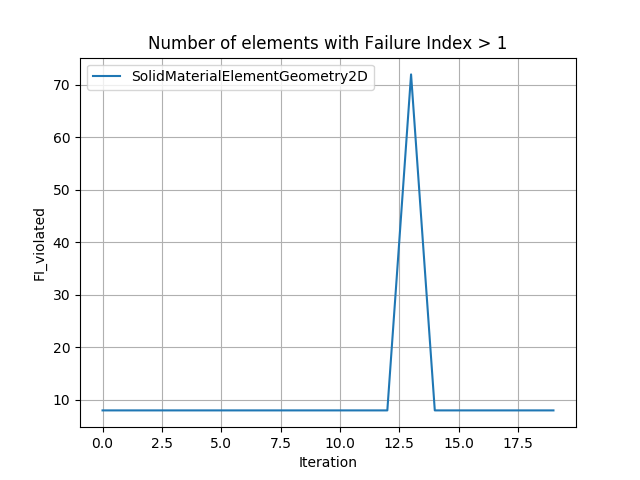 Number of elements with Failure Index > 1
SolidMaterialElementGeometry2D
70
60
50
40
30
20
10
FI_violated
0.0 2.5 5.0 7.5 10.0 12.5 15.0 17.5
Iteration